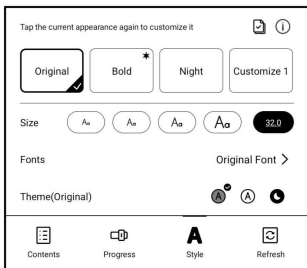 Tap the current appearance again to customize it
Original Bold Night Customize 1
Size Aa Aa Aa Aa 32.0
Fonts Original Font >
Theme(Original) A A
Contents Progress Style Refresh